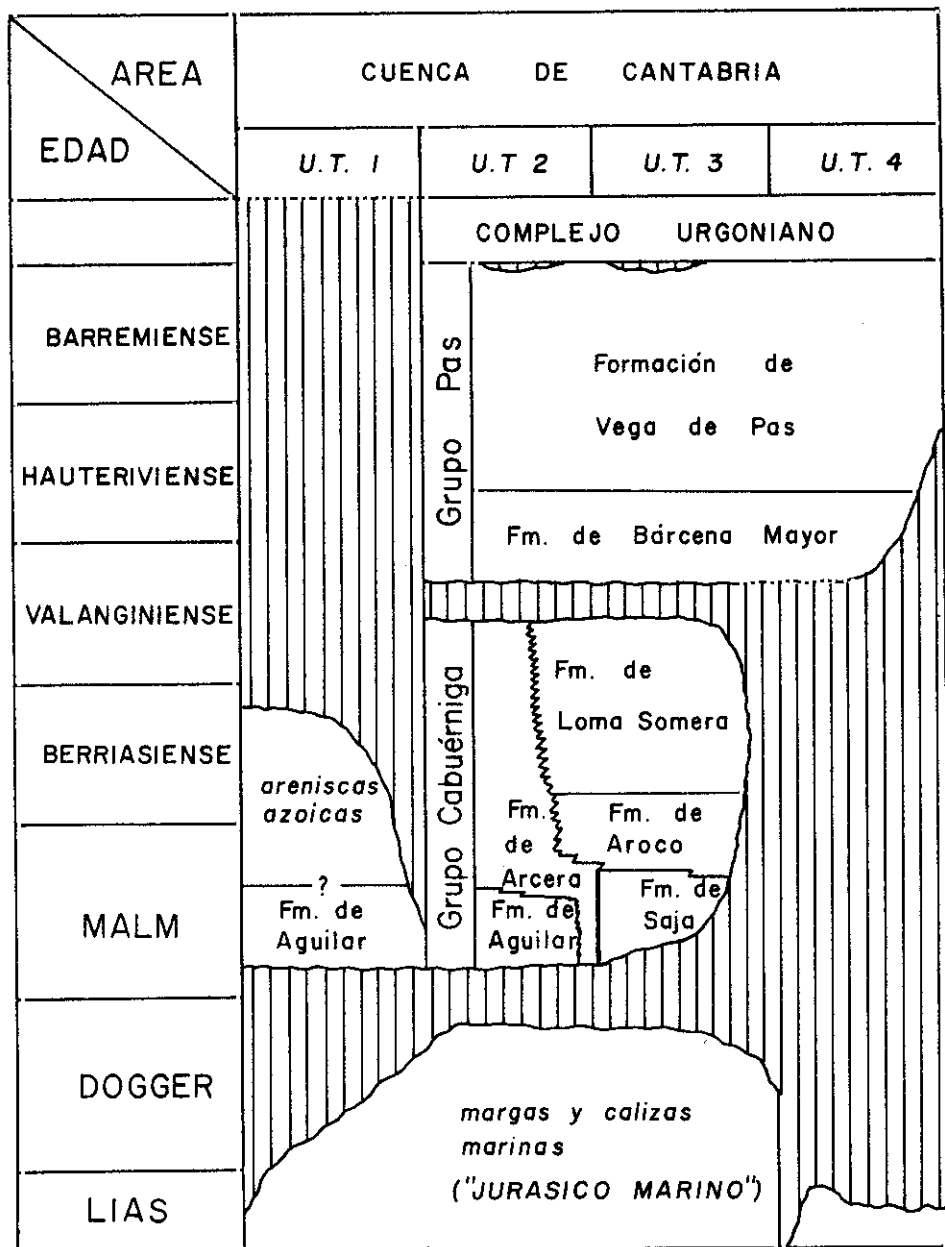 AREA
EDAD
CUENCA DE CANTABRIA
U.T. 1
U.T 2
U.T. 3
U.T. 4
COMPLEJO URGONIANO
BARREMIENSE
HAUTERIVIENSE
VALANGINIENSE
BERRIASIENSE
MALM
DOGGER
LIAS
Grupo Pas
Formación de
Vega de Pas
Fm. de Bárcena Mayor
Grupo Cabuérniga
Fm. de
Loma Somera
areniscas
azoicas
?
Fm. de
Aguilar
Fm.
de
Arcera
Fm. de
Aguilar
Fm. de
Aroco
Fm. de
Saja
margas y calizas
marinas
("JURASICO MARINO")